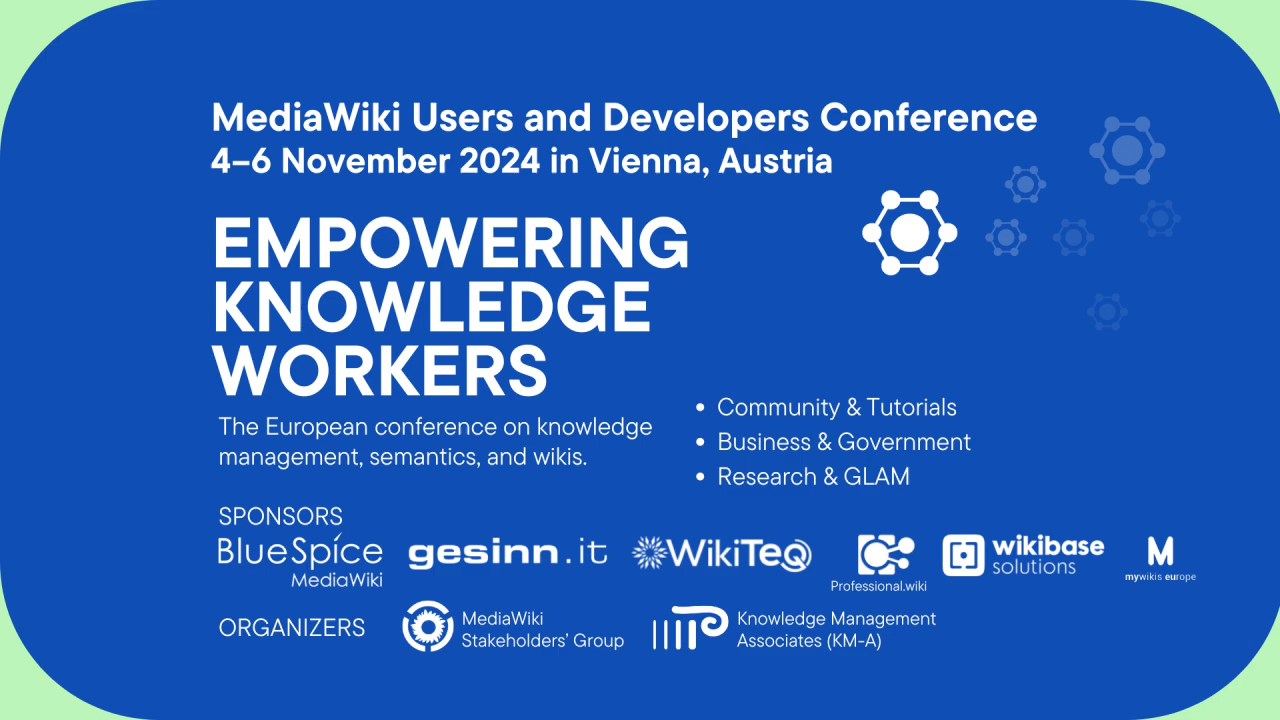 MediaWiki Users and Developers Conference
4–6 November 2024 in Vienna, Austria
EMPOWERING
KNOWLEDGE
WORKERS
The European conference on knowledge
management, semantics, and wikis.
• Community & Tutorials
• Business & Government
• Research & GLAM
SPONSORS
BlueSpice
MediaWiki
gesinn.it
WikiTeQ
Professional.wiki
wikibase
solutions
M
mywikis europe
ORGANIZERS
MediaWiki
Stakeholders’ Group
Knowledge Management
Associates (KM-A)